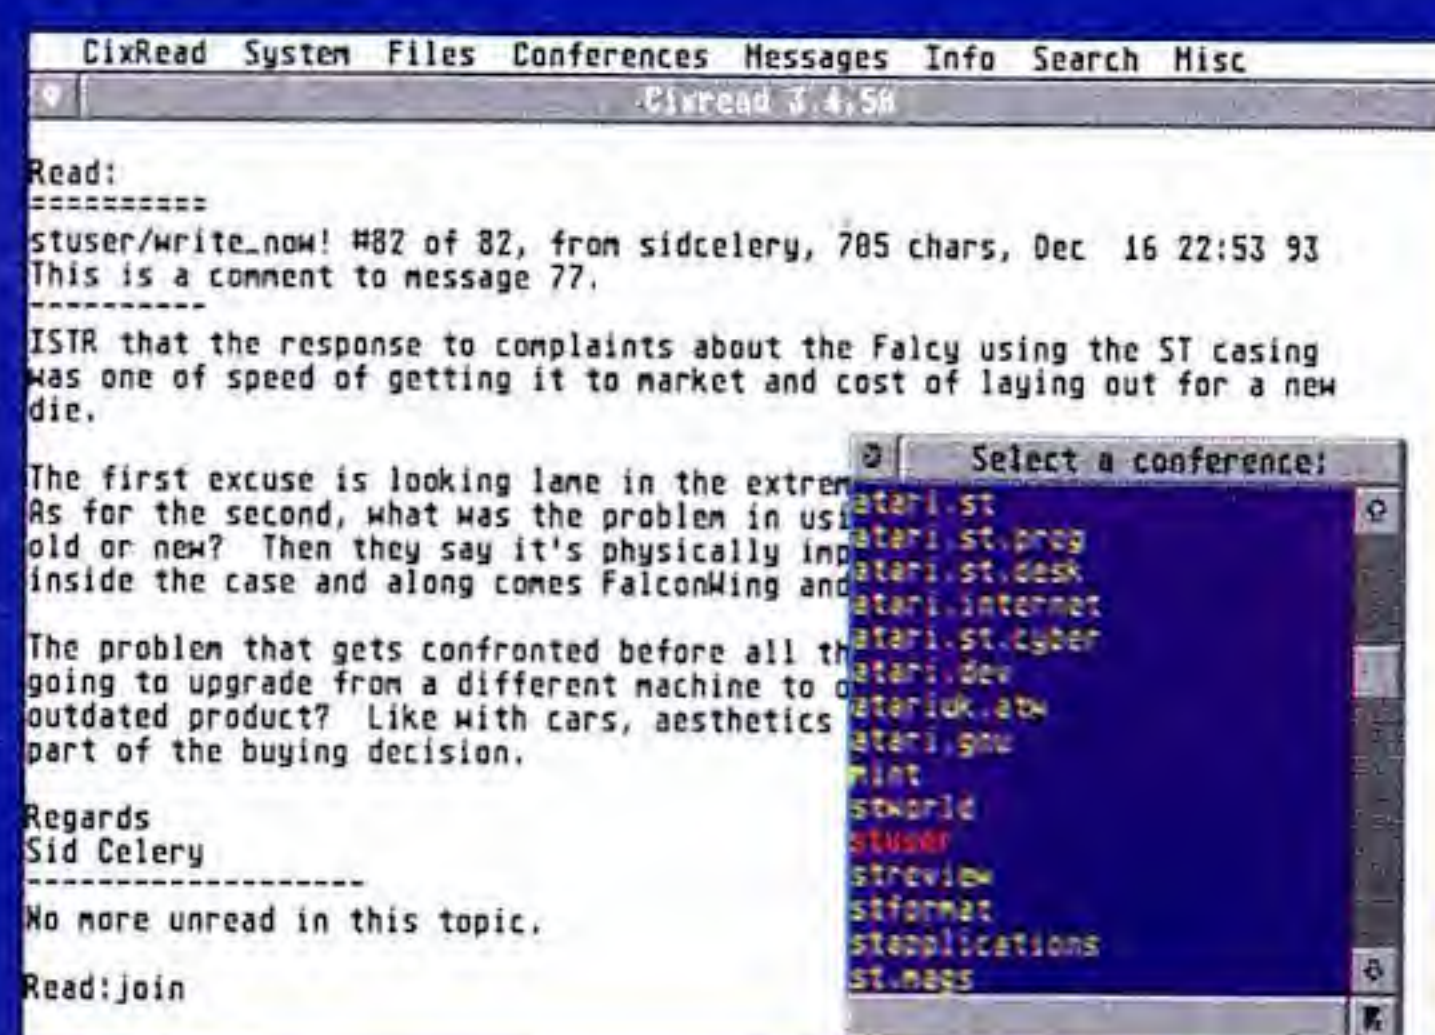 CixRead System Files Conferences Messages Info Search Misc
Cixread 3.4.5A
Read:
==========
stuser/write_now! #82 of 82, from sidcelery, 785 chars, Dec 16 22:53 93
This is a comment to message 77.
----------
ISTR that the response to complaints about the Falcy using the ST casing
was one of speed of getting it to market and cost of laying out for a new
die.
The first excuse is looking lame in the extrem
As for the second, what was the problem in usi
old or new? Then they say it's physically imp
inside the case and along comes FalconWing and
The problem that gets confronted before all th
going to upgrade from a different machine to
outdated product? Like with cars, aesthetics
part of the buying decision.
Regards
Sid Celery
-------------------
No more unread in this topic.
Read:join
Select a conference:
atari.st
atari.st.prog
atari.st.desk
atari.internet
atari.st.cyber
atari.dev
atariuk.atw
atari.gnu
mint
stworld
stuser
streview
stformat
stapplications
st.mags